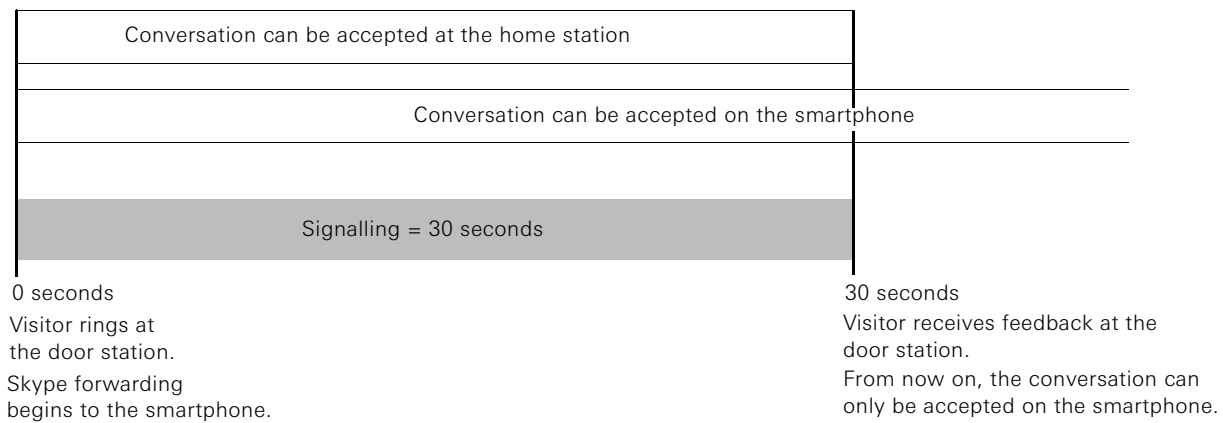 Conversation can be accepted at the home station
Conversation can be accepted on the smartphone
Signalling = 30 seconds
0 seconds
Visitor rings at
the door station.
Skype forwarding
begins to the smartphone.
30 seconds
Visitor receives feedback at the
door station.
From now on, the conversation can
only be accepted on the smartphone.